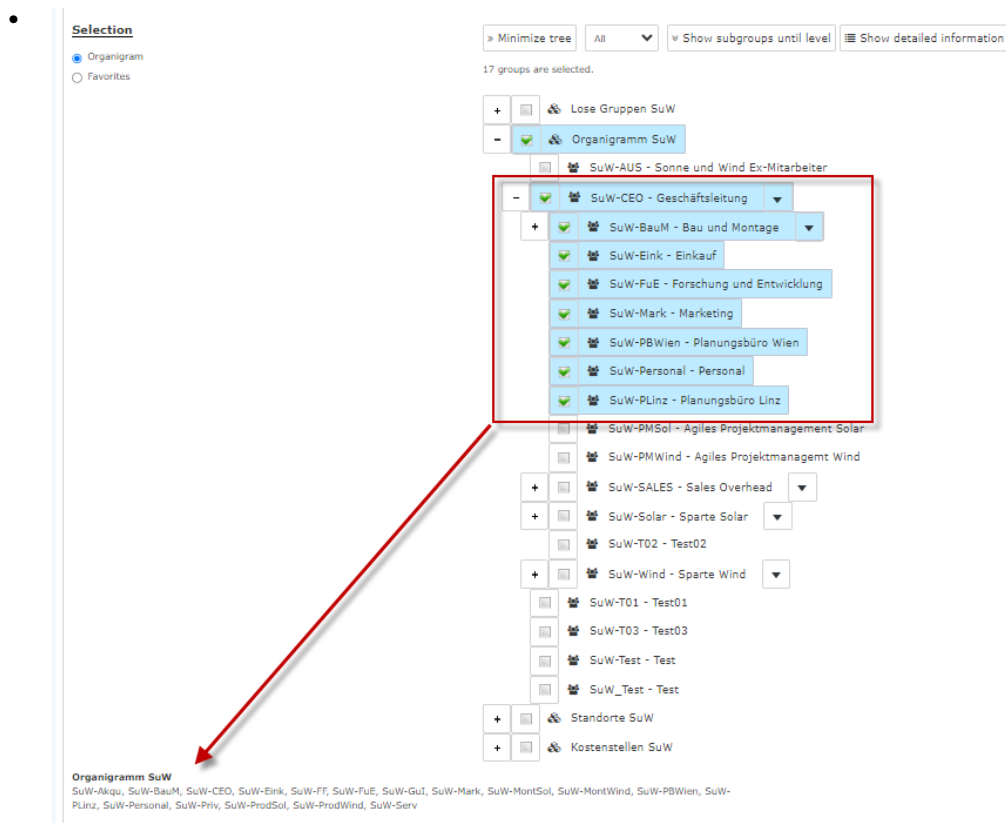 Selection
Organigram
Favorites
» Minimize tree All Show subgroups until level Show detailed information
17 groups are selected.
+ Lose Gruppen SuW
- Organigramm SuW
SuW-AUS - Sonne und Wind Ex-Mitarbeiter
- SuW-CEO - Geschäftsleitung
+ SuW-BauM - Bau und Montage
SuW-Eink - Einkauf
SuW-FuE - Forschung und Entwicklung
SuW-Mark - Marketing
SuW-PBWien - Planungsbüro Wien
SuW-Personal - Personal
SuW-PLinz - Planungsbüro Linz
SuW-PMSol - Agiles Projektmanagement Solar
SuW-PMWind - Agiles Projektmanagemt Wind
+ SuW-SALES - Sales Overhead
+ SuW-Solar - Sparte Solar
SuW-T02 - Test02
+ SuW-Wind - Sparte Wind
SuW-T01 - Test01
SuW-T03 - Test03
SuW-Test - Test
SuW_Test - Test
+ Standorte SuW
+ Kostenstellen SuW
Organigramm SuW
SuW-Akqu, SuW-BauM, SuW-CEO, SuW-Eink, SuW-FF, SuW-FuE, SuW-GuI, SuW-Mark, SuW-MontSol, SuW-MontWind, SuW-PBWien, SuW-
PLinz, SuW-Personal, SuW-Priv, SuW-ProdSol, SuW-ProdWind, SuW-Serv